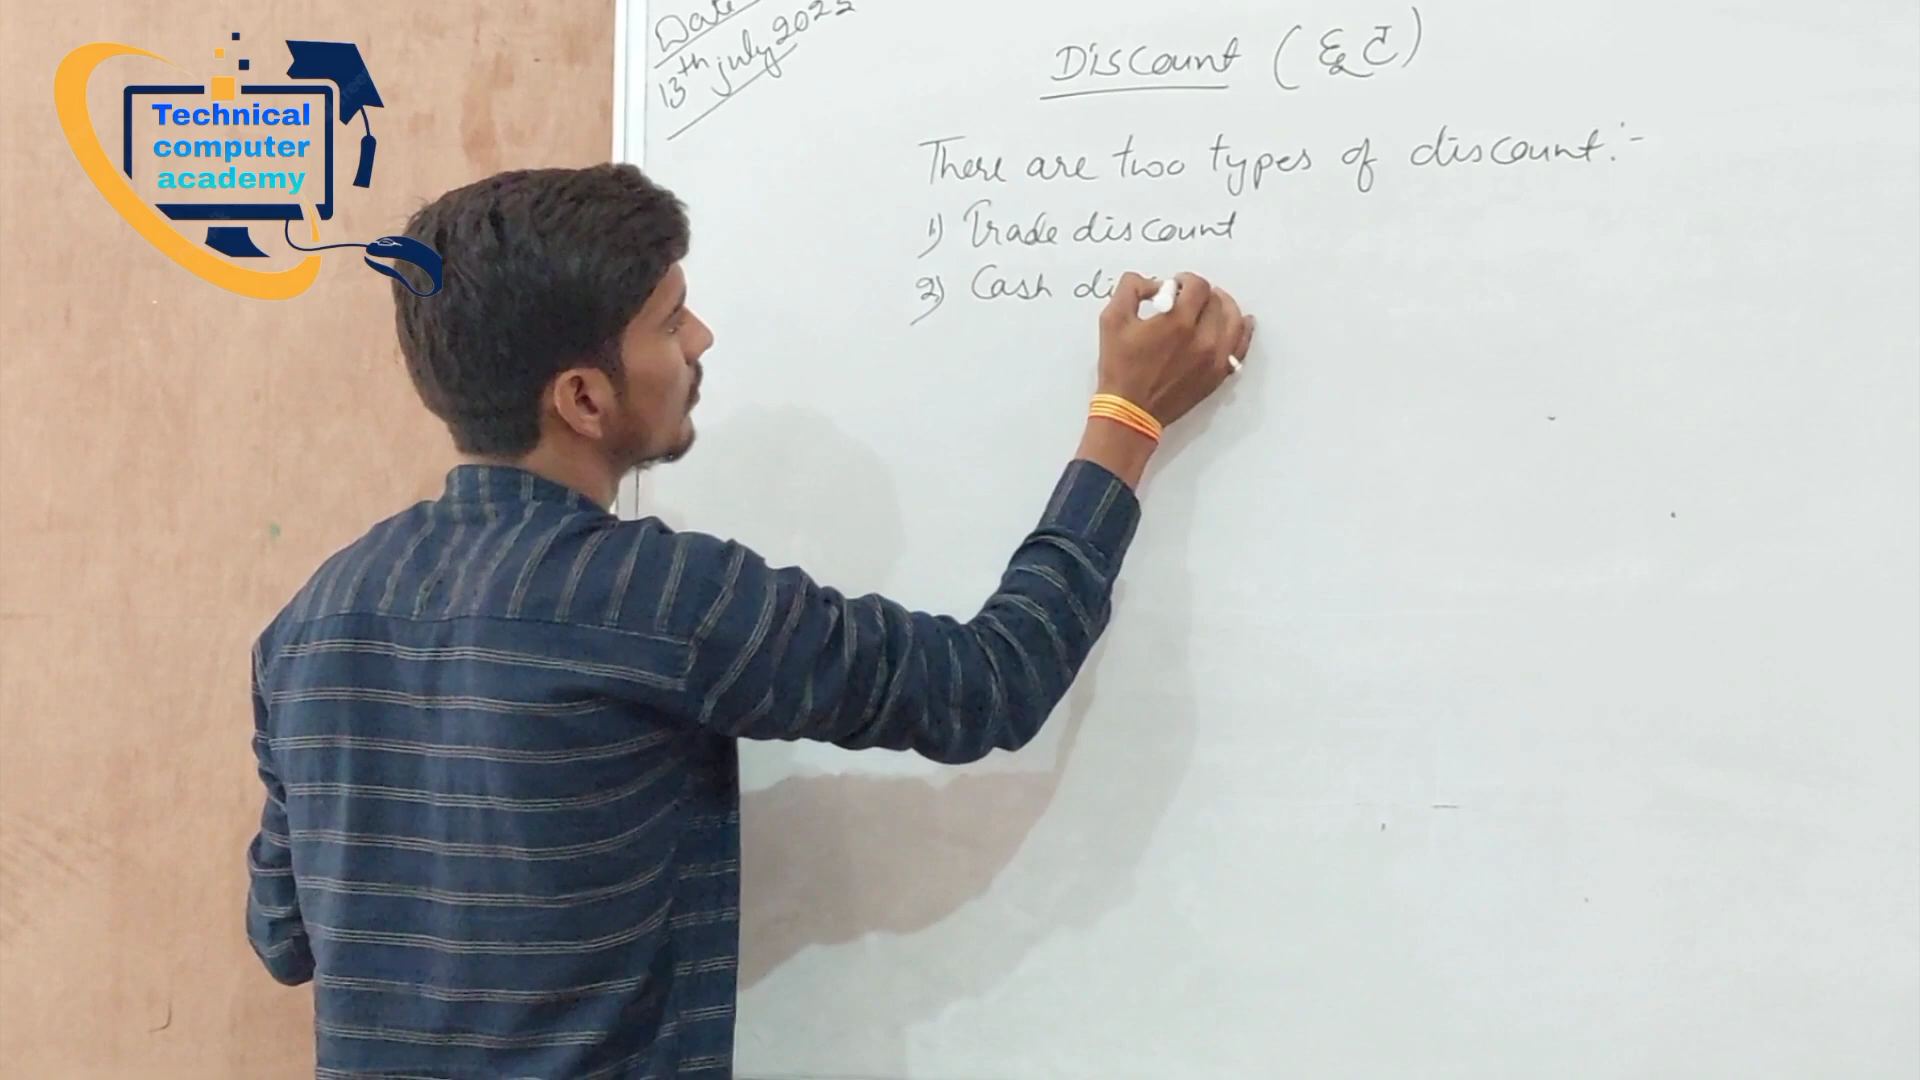 Technical
computer
academy
Date
13th july 2022
Discount (छूट)
There are two types of discount:-
1) Trade discount
2) Cash di